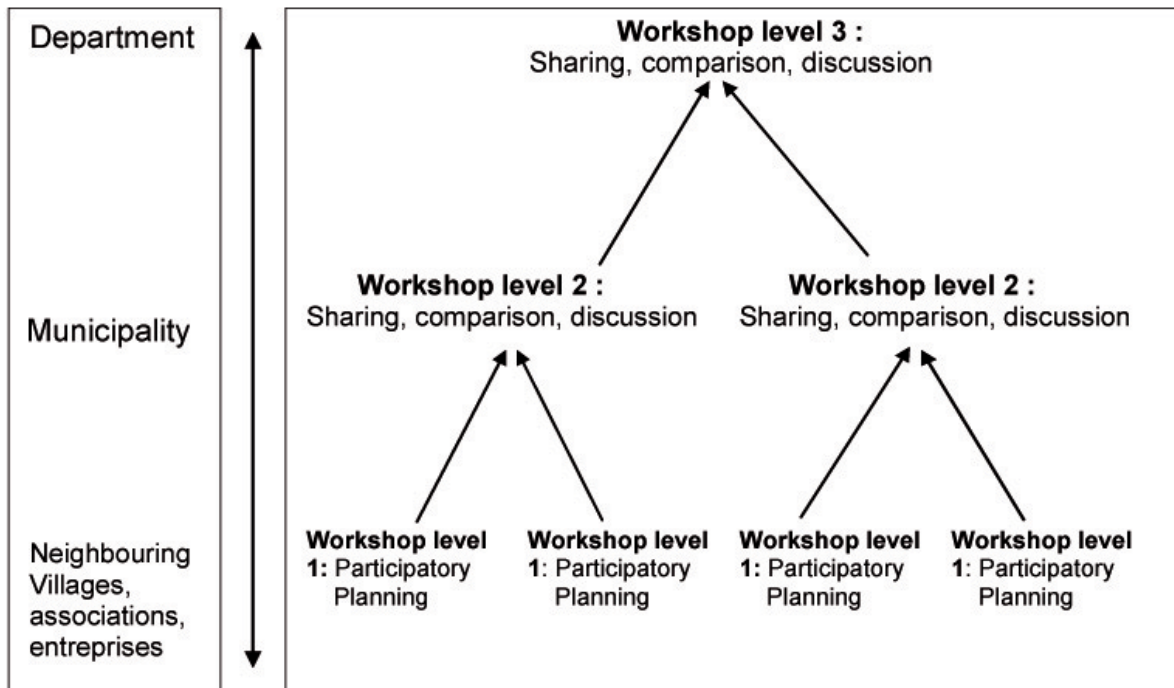 Department
Workshop level 3 :
Sharing, comparison, discussion
Municipality
Workshop level 2 :
Sharing, comparison, discussion
Workshop level 2 :
Sharing, comparison, discussion
Neighbouring
Villages,
associations,
entreprises
Workshop level
1: Participatory
Planning
Workshop level
1: Participatory
Planning
Workshop level
1: Participatory
Planning
Workshop level
1: Participatory
Planning